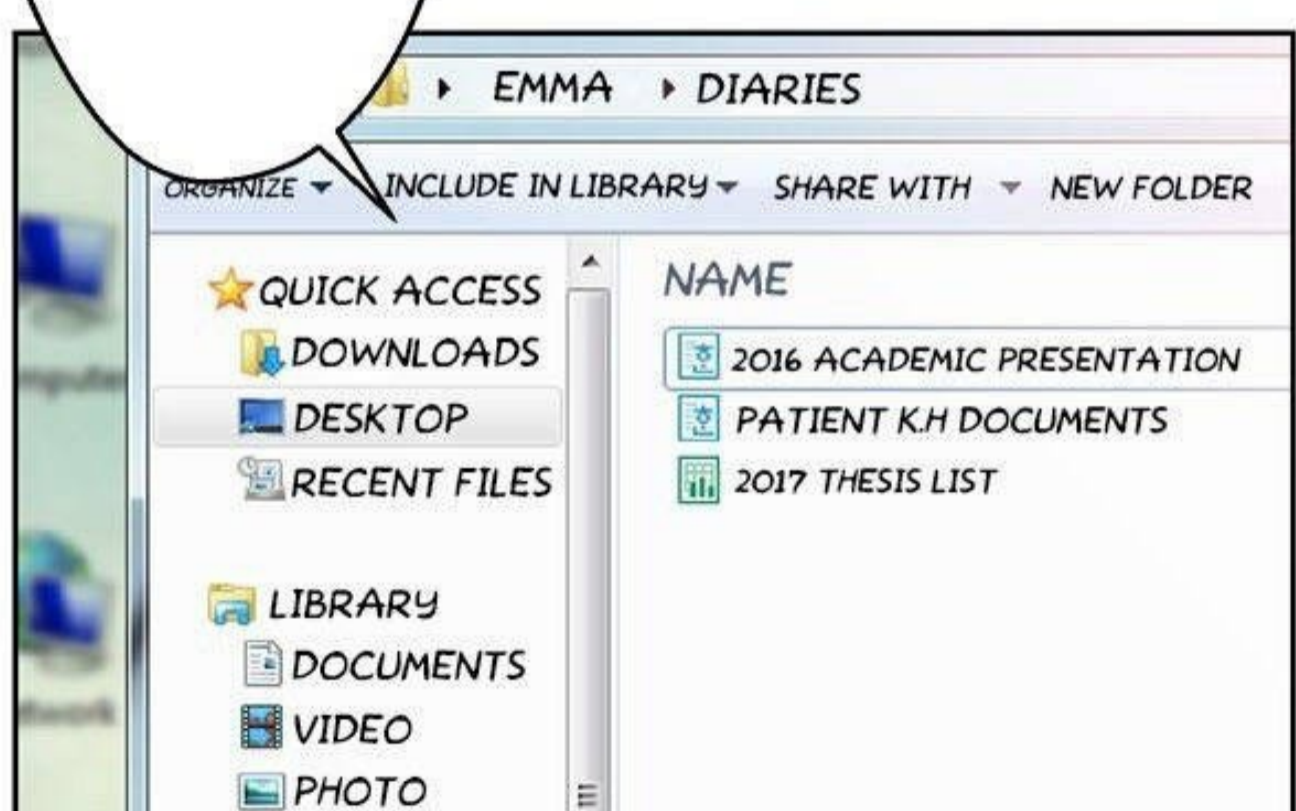 EMMA ▸ DIARIES
ORGANIZE INCLUDE IN LIBRARY SHARE WITH NEW FOLDER
QUICK ACCESS
DOWNLOADS
DESKTOP
RECENT FILES
LIBRARY
DOCUMENTS
VIDEO
PHOTO
NAME
2016 ACADEMIC PRESENTATION
PATIENT K.H DOCUMENTS
2017 THESIS LIST